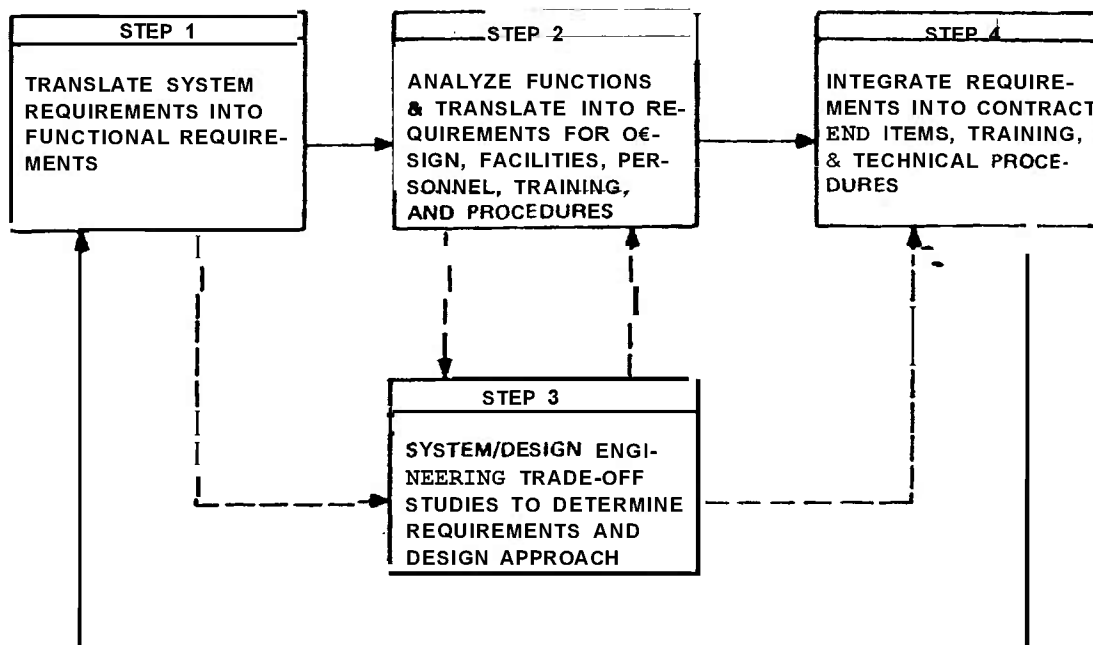 STEP 1
TRANSLATE SYSTEM
REQUIREMENTS INTO
FUNCTIONAL REQUIRE-
MENTS
STEP 2
ANALYZE FUNCTIONS
& TRANSLATE INTO RE-
QUIREMENTS FOR O€-
SIGN, FACILITIES, PER-
SONNEL, TRAINING,
AND PROCEDURES
STEP 3
SYSTEM/DESIGN ENGI-
NEERING TRADE-OFF
STUDIES TO DETERMINE
REQUIREMENTS AND
DESIGN APPROACH
STEP 4
INTEGRATE REQUIRE-
MENTS INTO CONTRACT
END ITEMS, TRAINING,
& TECHNICAL PROCE-
DURES